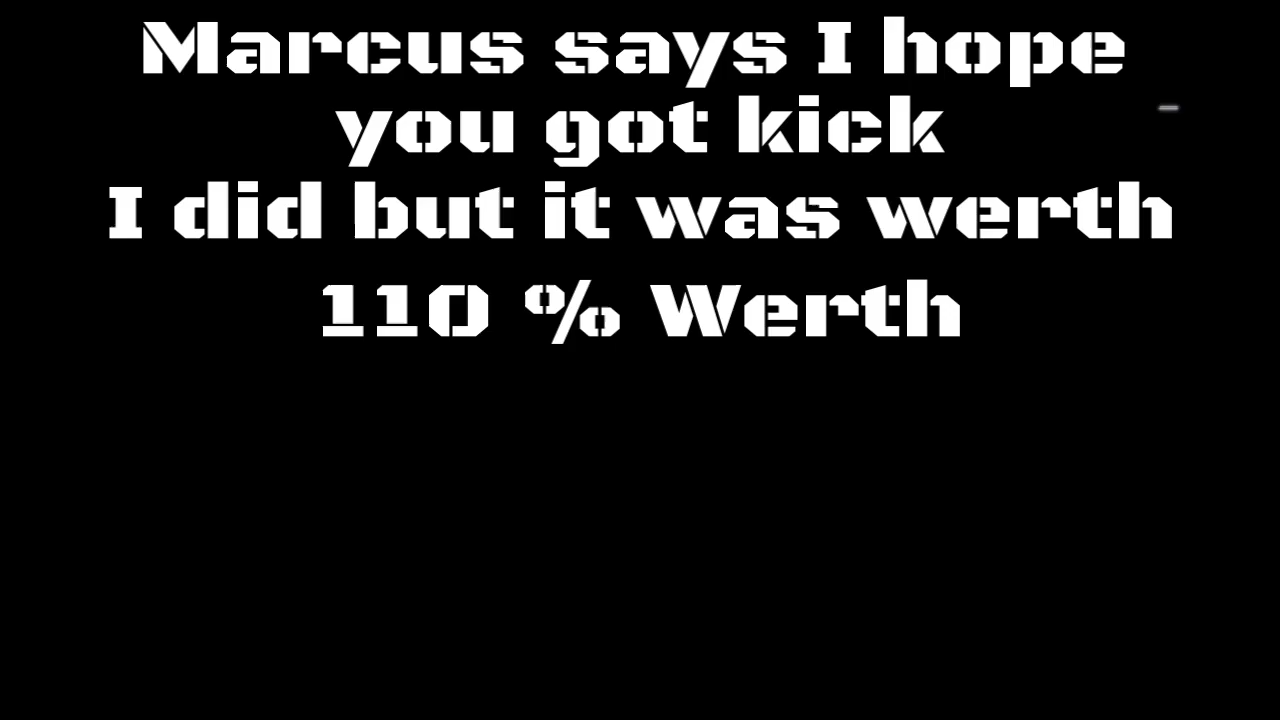 Marcus says I hope
you got kick
I did but it was werth
110 % Werth